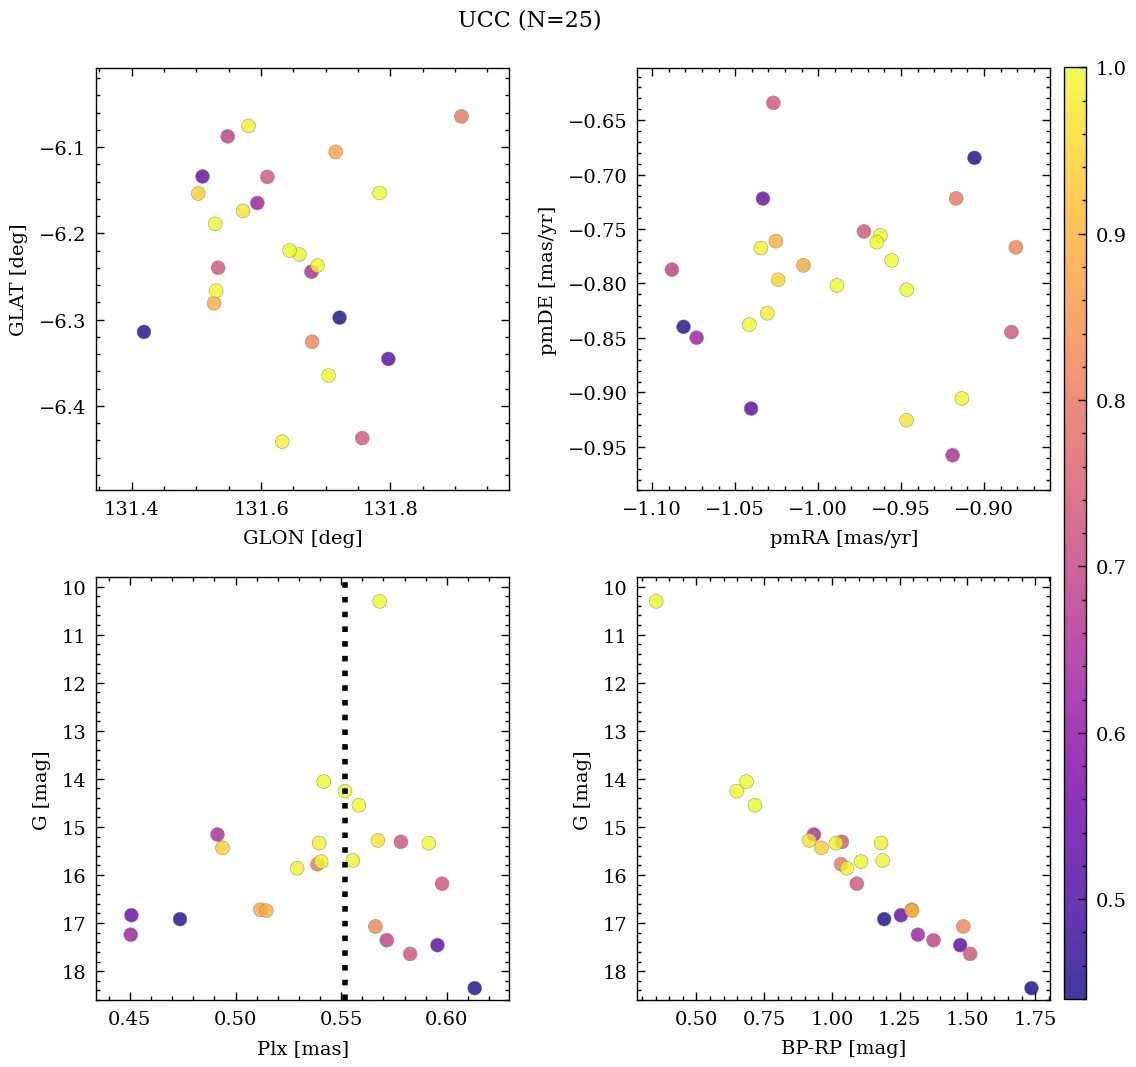 UCC (N=25)
−6.1
−6.2
−6.3
−6.4
GLAT [deg]
131.4 131.6 131.8
GLON [deg]
−0.65
−0.70
−0.75
−0.80
−0.85
−0.90
−0.95
pmDE [mas/yr]
−1.10 −1.05 −1.00 −0.95 −0.90
pmRA [mas/yr]
10
11
12
13
14
15
16
17
18
G [mag]
0.45 0.50 0.55 0.60
Plx [mas]
10
11
12
13
14
15
16
17
18
G [mag]
0.50 0.75 1.00 1.25 1.50 1.75
BP-RP [mag]
1.0
0.9
0.8
0.7
0.6
0.5